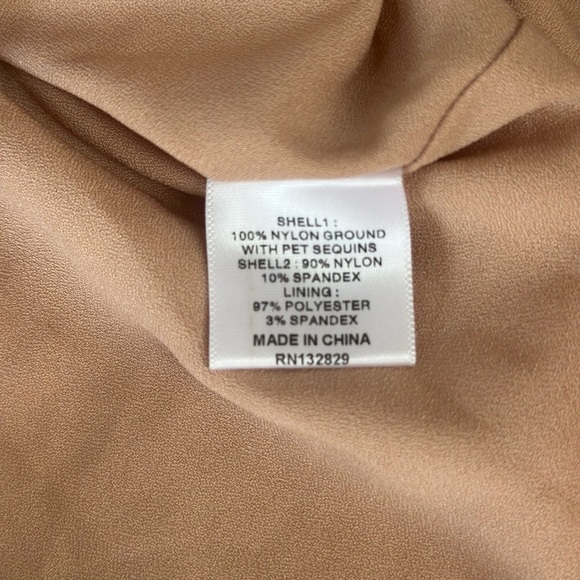 SHELL1 :
100% NYLON GROUND
WITH PET SEQUINS
SHELL2 : 90% NYLON
10% SPANDEX
LINING :
97% POLYESTER
3% SPANDEX
MADE IN CHINA
RN132829